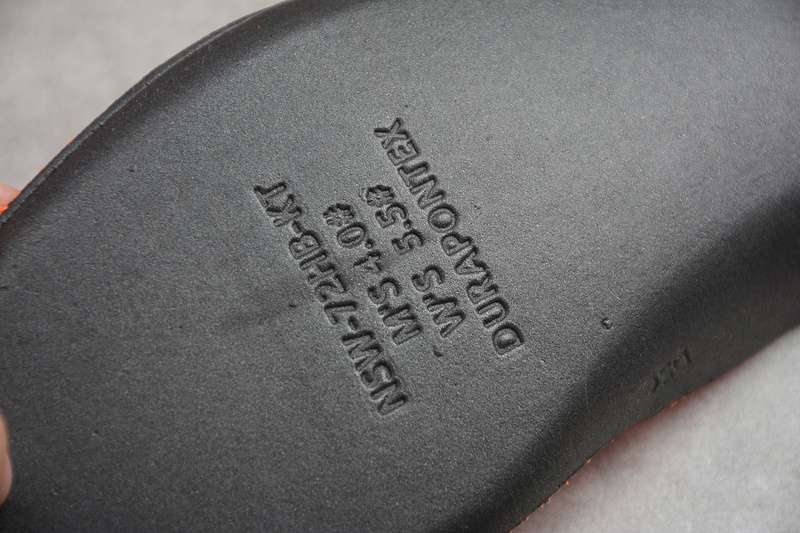 NSW-72HB-KT
M'S 4.0#
W'S 5.5#
DURAPONTEX